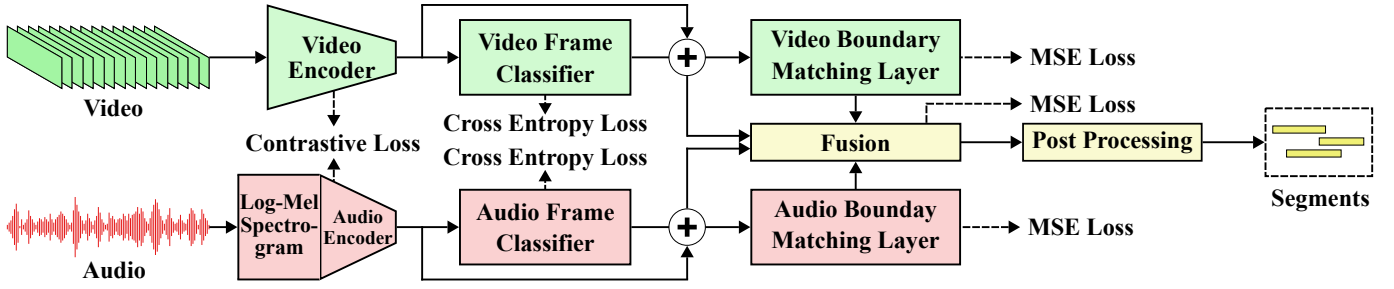 Video
Video
Encoder
Video Frame
Classifier
+
Video Boundary
Matching Layer
MSE Loss
MSE Loss
Contrastive Loss
Cross Entropy Loss
Cross Entropy Loss
Fusion
Post Processing
Segments
Audio
Log-Mel
Spectro-
gram
Audio
Encoder
Audio Frame
Classifier
+
Audio Bounday
Matching Layer
MSE Loss